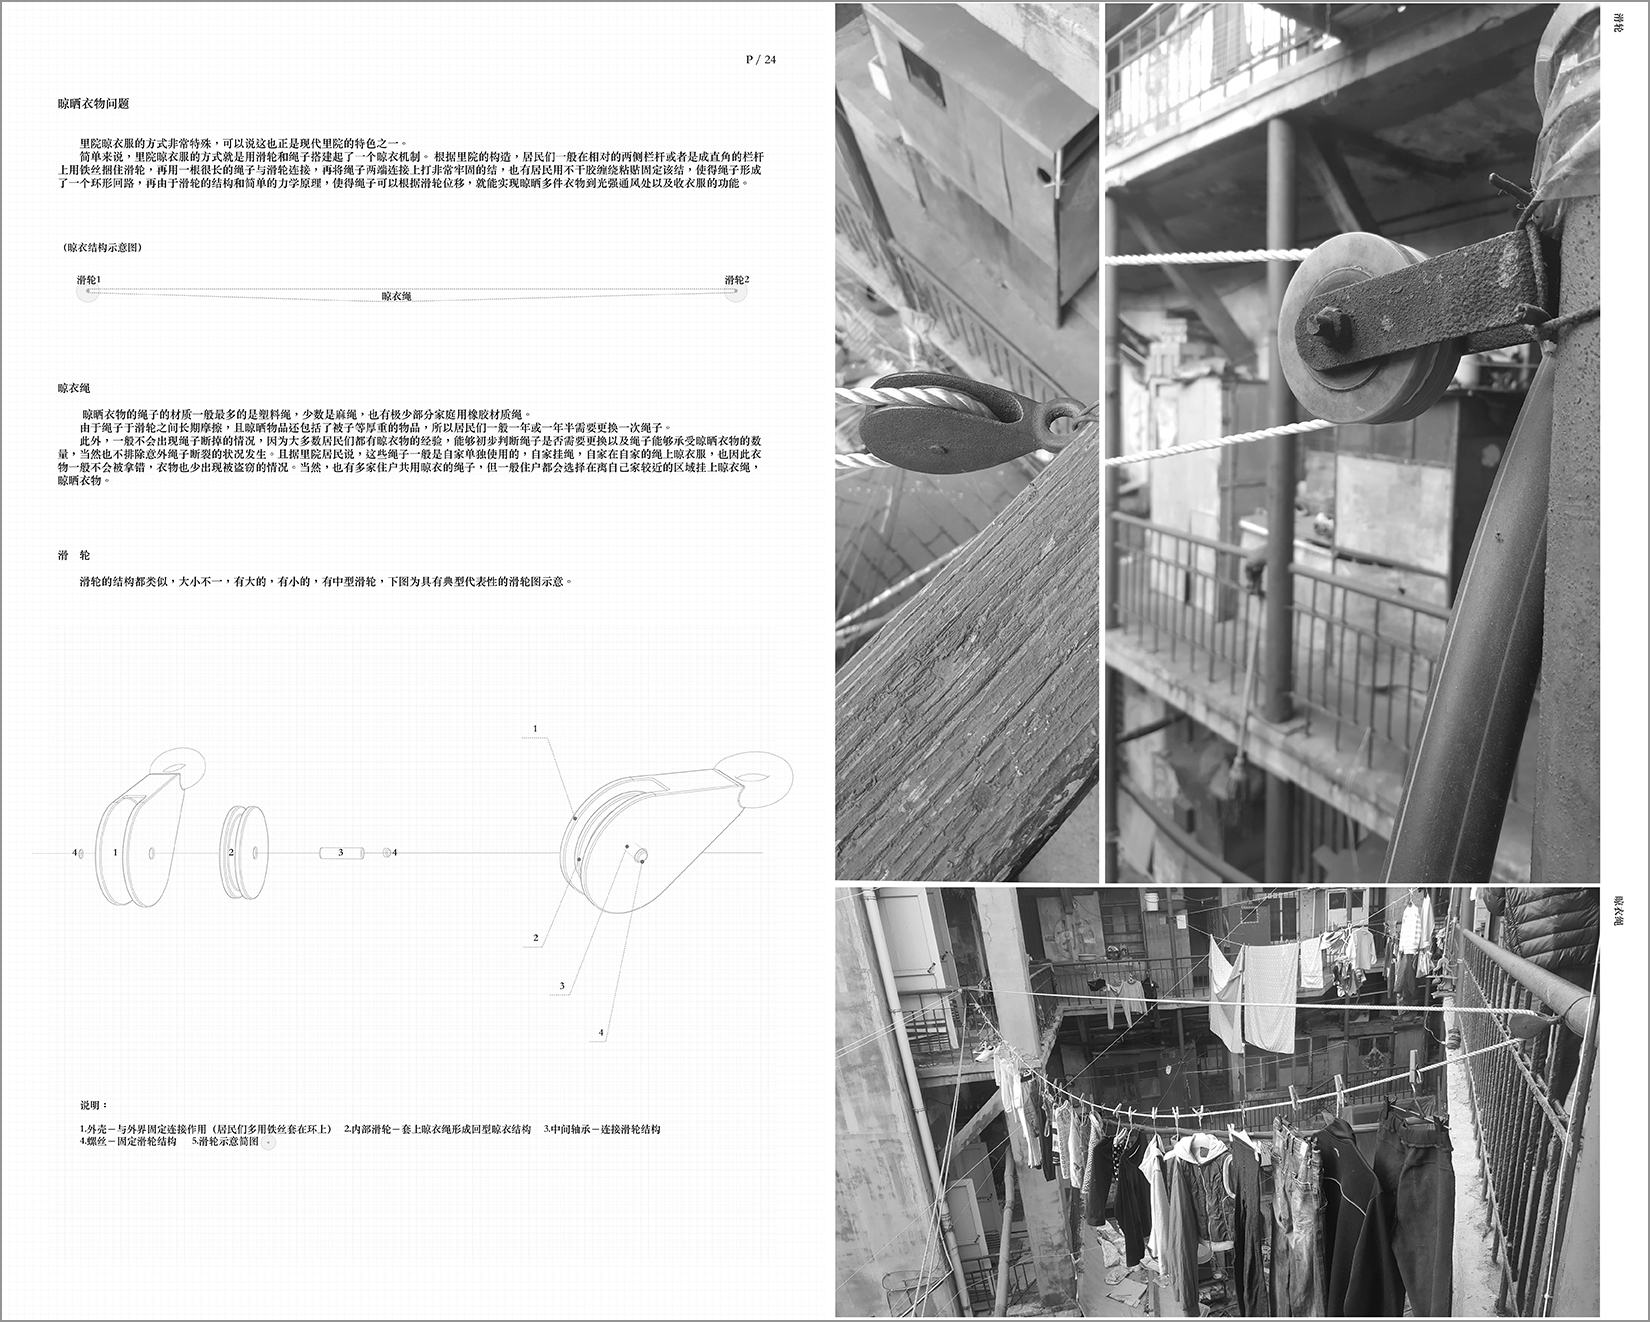 P / 24
晾晒衣物问题
里院晾衣服的方式非常特殊，可以说这也正是现代里院的特色之一。
简单来说，里院晾衣服的方式就是用滑轮和绳子搭建起了一个晾衣机制。 根据里院的构造，居民们一般在相对的两侧栏杆或者是成直角的栏杆
上用铁丝捆住滑轮，再用一根很长的绳子与滑轮连接，再将绳子两端连接上打非常牢固的结，也有居民用不干胶缠绕粘贴固定该结，使得绳子形成
了一个环形回路，再由于滑轮的结构和简单的力学原理，使得绳子可以根据滑轮位移，就能实现晾晒多件衣物到光强通风处以及收衣服的功能。
（晾衣结构示意图）
滑轮1
滑轮2
晾衣绳
晾衣绳
晾晒衣物的绳子的材质一般最多的是塑料绳，少数是麻绳，也有极少部分家庭用橡胶材质绳。
由于绳子于滑轮之间长期摩擦，且晾晒物品还包括了被子等厚重的物品，所以居民们一般一年或一年半需要更换一次绳子。
此外，一般不会出现绳子断掉的情况，因为大多数居民们都有晾衣物的经验，能够初步判断绳子是否需要更换以及绳子能够承受晾晒衣物的数
量，当然也不排除意外绳子断裂的状况发生。且据里院居民说，这些绳子一般是自家单独使用的，自家挂绳，自家在自家的绳上晾衣服，也因此衣
物一般不会被拿错，衣物也少出现被盗窃的情况。当然，也有多家住户共用晾衣的绳子，但一般住户都会选择在离自己家较近的区域挂上晾衣绳，
晾晒衣物。
滑 轮
滑轮的结构都类似，大小不一，有大的，有小的，有中型滑轮，下图为具有典型代表性的滑轮图示意。
1
4
1
2
3
4
2
3
4
说明：
1.外壳－与外界固定连接作用（居民们多用铁丝套在环上） 2.内部滑轮－套上晾衣绳形成回型晾衣结构 3.中间轴承－连接滑轮结构
4.螺丝－固定滑轮结构 5.滑轮示意简图
滑轮
晾衣绳